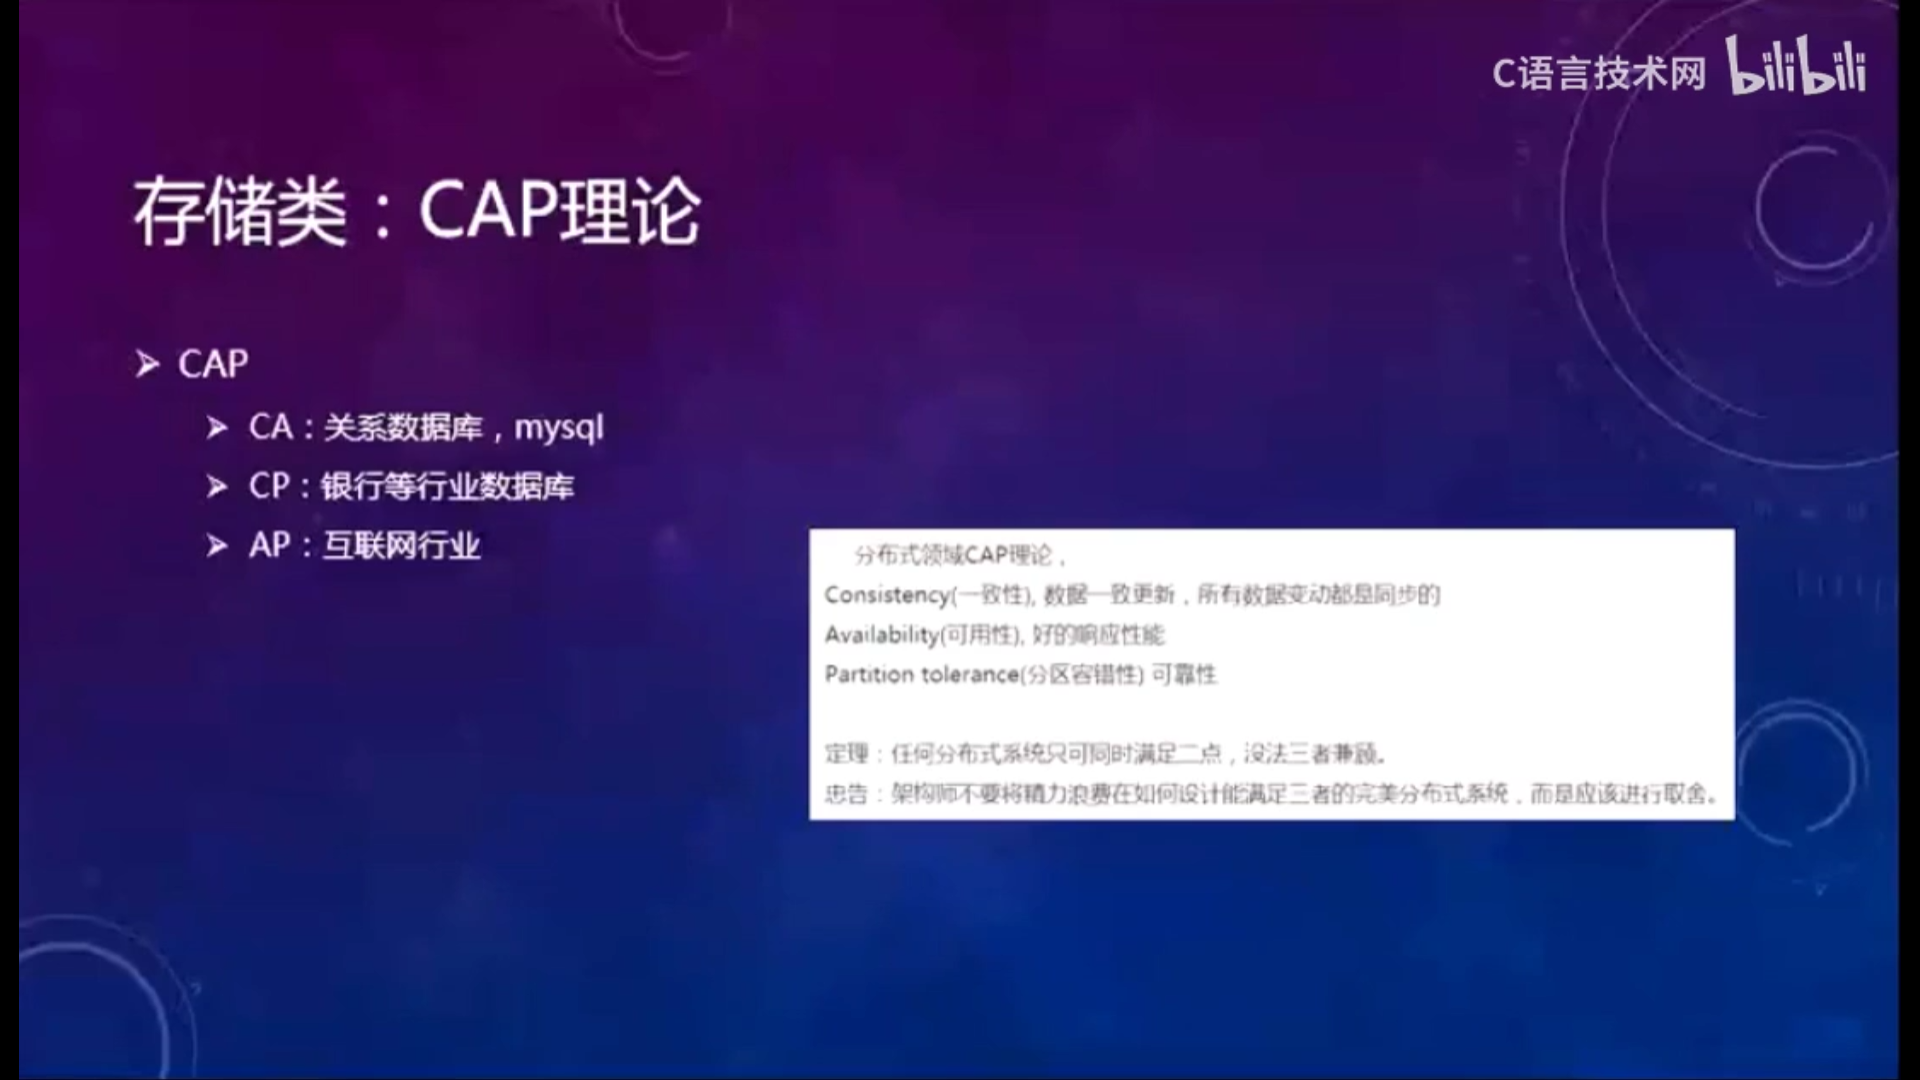 C语言技术网 bilibili
存储类：CAP理论
CAP
CA：关系数据库，mysql
CP：银行等行业数据库
AP：互联网行业
分布式领域CAP理论，
Consistency(一致性), 数据一致更新，所有数据变动都是同步的
Availability(可用性), 好的响应性能
Partition tolerance(分区容错性) 可靠性
定理：任何分布式系统只可同时满足二点，没法三者兼顾。
忠告：架构师不要将精力浪费在如何设计能满足三者的完美分布式系统，而是应该进行取舍。